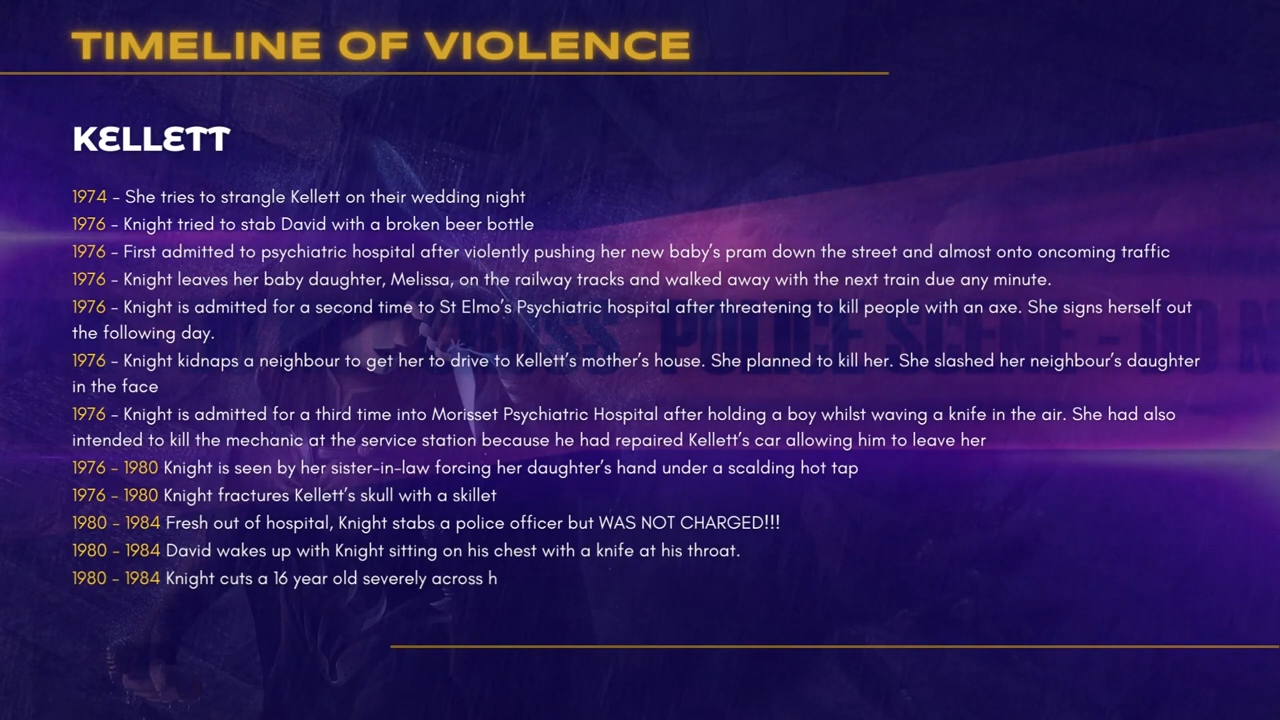 TIMELINE OF VIOLENCE
KELLETT
1974 - She tries to strangle Kellett on their wedding night
1976 - Knight tried to stab David with a broken beer bottle
1976 - First admitted to psychiatric hospital after violently pushing her new baby's pram down the street and almost onto oncoming traffic
1976 - Knight leaves her baby daughter, Melissa, on the railway tracks and walked away with the next train due any minute.
1976 - Knight is admitted for a second time to St Elmo's Psychiatric hospital after threatening to kill people with an axe. She signs herself out
the following day.
1976 - Knight kidnaps a neighbour to get her to drive to Kellett's mother's house. She planned to kill her. She slashed her neighbour's daughter
in the face
1976 - Knight is admitted for a third time into Morisset Psychiatric Hospital after holding a boy whilst waving a knife in the air. She had also
intended to kill the mechanic at the service station because he had repaired Kellett's car allowing him to leave her
1976 - 1980 Knight is seen by her sister-in-law forcing her daughter's hand under a scalding hot tap
1976 - 1980 Knight fractures Kellett's skull with a skillet
1980 - 1984 Fresh out of hospital, Knight stabs a police officer but WAS NOT CHARGED!!!
1980 - 1984 David wakes up with Knight sitting on his chest with a knife at his throat.
1980 - 1984 Knight cuts a 16 year old severely across h
POLICE SCENE - DO N